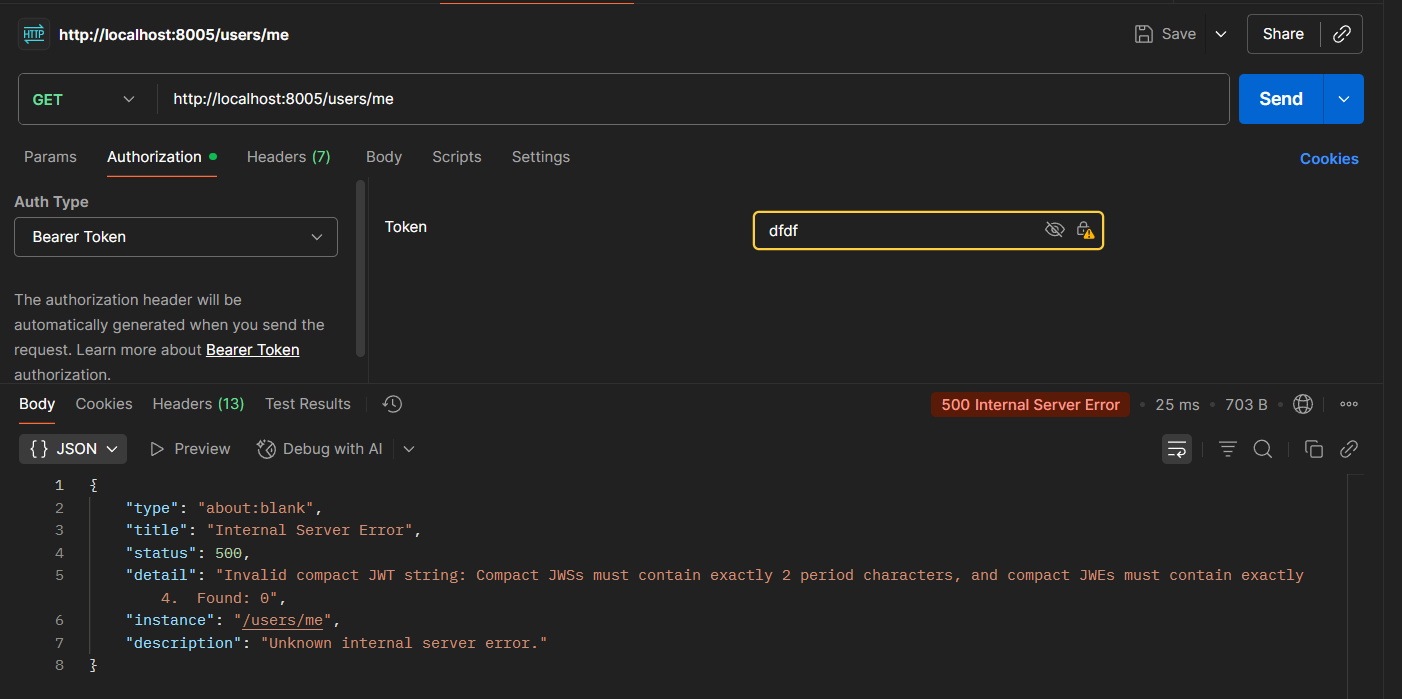 HTTP http://localhost:8005/users/me Save Share
GET http://localhost:8005/users/me Send
Params Authorization Headers (7) Body Scripts Settings Cookies
Auth Type
Bearer Token
Token dfdf
The authorization header will be
automatically generated when you send the
request. Learn more about Bearer Token
authorization.
Body Cookies Headers (13) Test Results 500 Internal Server Error • 25 ms • 703 B •
{} JSON Preview Debug with AI
1 {
2 "type": "about:blank",
3 "title": "Internal Server Error",
4 "status": 500,
5 "detail": "Invalid compact JWT string: Compact JWSs must contain exactly 2 period characters, and compact JWEs must contain exactly
4.  Found: 0",
6 "instance": "/users/me",
7 "description": "Unknown internal server error."
8 }